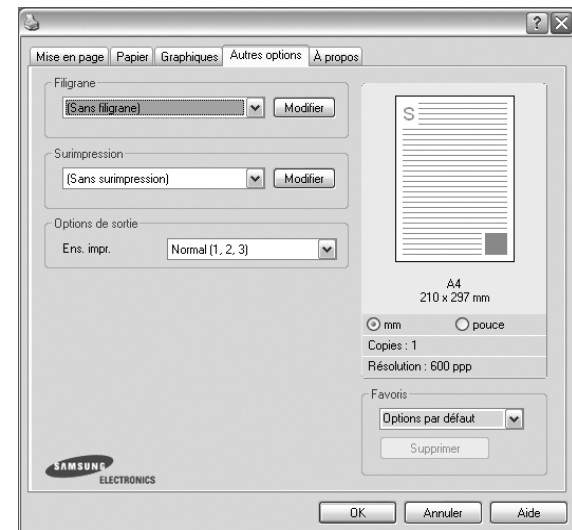 Mise en page Papier Graphiques Autres options À propos
Filigrane
(Sans filigrane) Modifier
Surimpression
(Sans surimpression) Modifier
Options de sortie
Ens. impr. Normal (1, 2, 3)
S
A4
210 x 297 mm
mm pouce
Copies : 1
Résolution : 600 ppp
Favoris
Options par défaut
Supprimer
SAMSUNG
ELECTRONICS
OK Annuler Aide